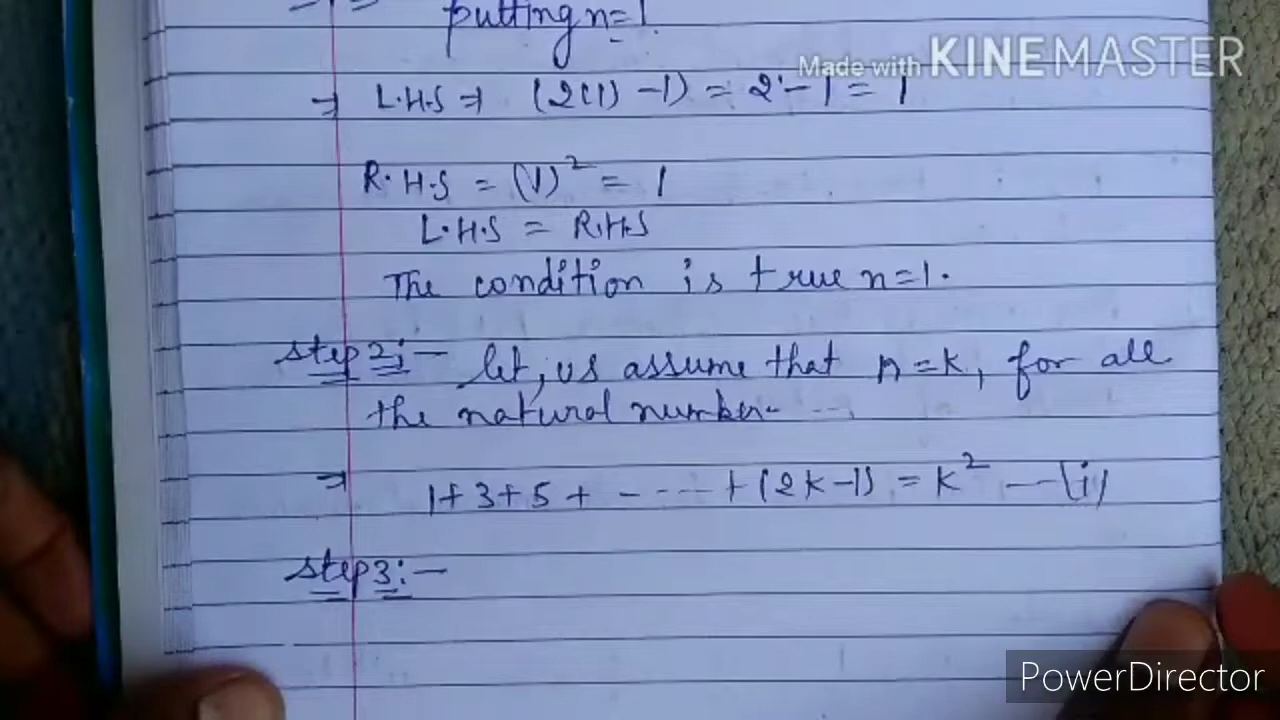 putting n=1.
Made with KINEMASTER
⇒ L.H.S ⇒ (2(1) -1) = 2 - 1 = 1
R.H.S = (1)² = 1
L.H.S = R.H.S
The condition is true n=1.
step 2:- let, us assume that n=k, for all
the natural number
⇒ 1+3+5+ ----- + (2k-1) = k² —(i)
step 3:-
PowerDirector